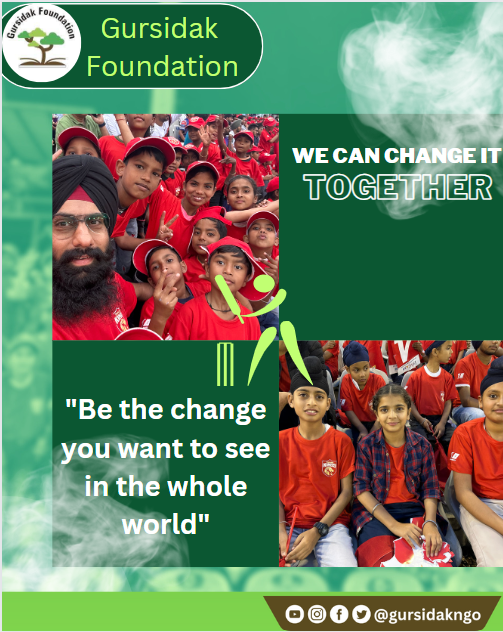 Gursidak Foundation
Gursidak
Foundation
WE CAN CHANGE IT
TOGETHER
"Be the change
you want to see
in the whole
world"
@gursidakngo